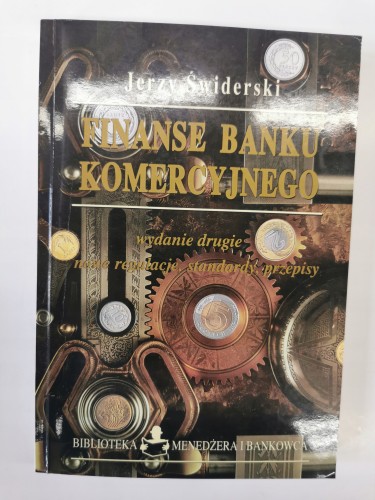 Jerzy Świderski
FINANSE BANKU
KOMERCYJNEGO
wydanie drugie
nowe regulacje, standardy, przepisy
BIBLIOTEKA MENEDŻERA I BANKOWCA